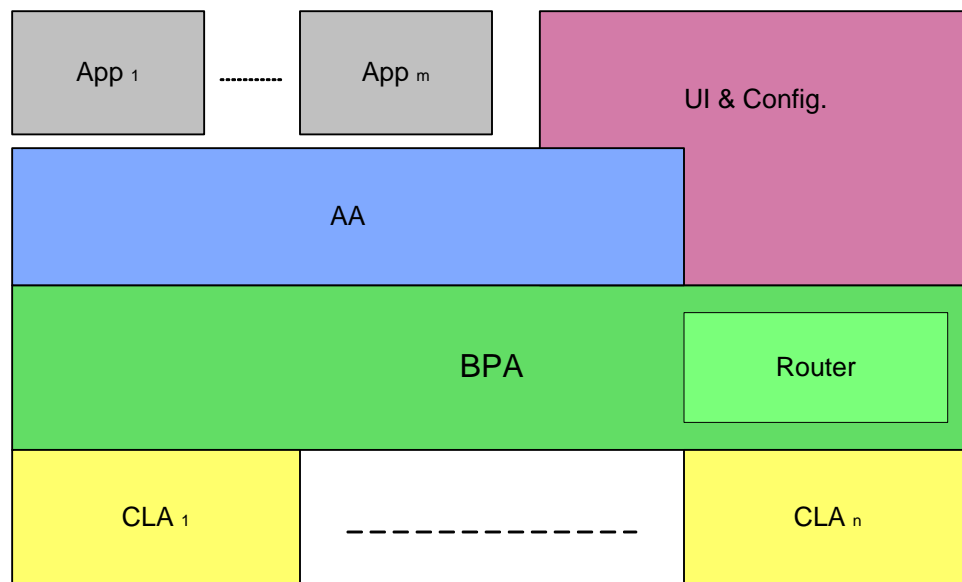 App 1
App m
UI & Config.
AA
BPA
Router
CLA 1
CLA n